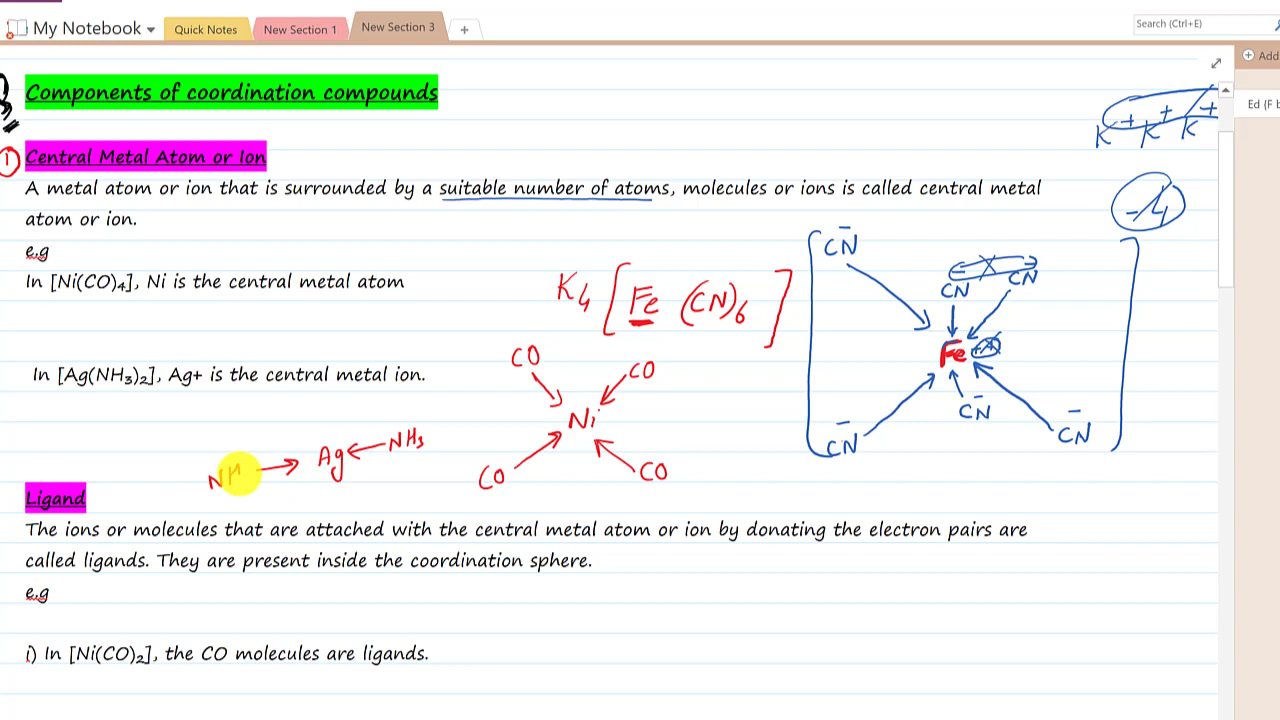 My Notebook
Quick Notes
New Section 1
New Section 3
+
Search (Ctrl+E)
Add
Ed (F b
Components of coordination compounds
K+ K+ K+
1
Central Metal Atom or Ion
A metal atom or ion that is surrounded by a suitable number of atoms, molecules or ions is called central metal
atom or ion.
-4
e.g
In [Ni(CO)₄], Ni is the central metal atom
K₄[Fe(CN)₆]
CN⁻
CN CN
Fe
CN⁻ CN⁻ CN⁻
In [Ag(NH₃)₂], Ag+ is the central metal ion.
CO CO
Ni
CO CO
NH Ag NH₃
Ligand
The ions or molecules that are attached with the central metal atom or ion by donating the electron pairs are
called ligands. They are present inside the coordination sphere.
e.g
i) In [Ni(CO)₂], the CO molecules are ligands.